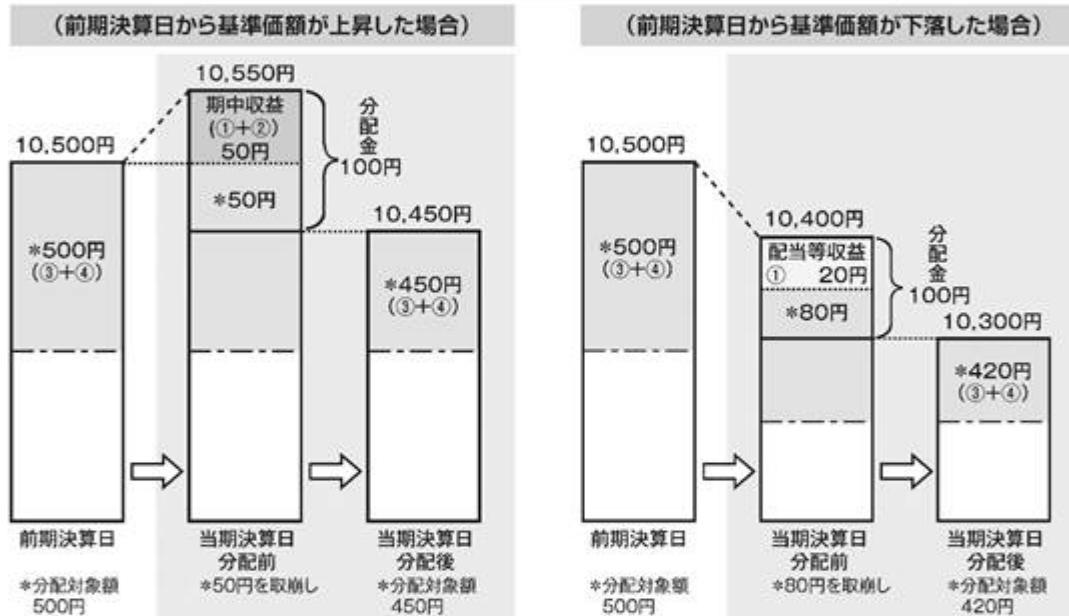 (前期決算日から基準価額が上昇した場合)
10,550円
期中収益
(①+②)
50円
分配金
100円
10,500円
*50円
10,450円
*500円
(③+④)
*450円
(③+④)
前期決算日
当期決算日
分配前
当期決算日
分配後
*分配対象額
500円
*50円を取崩し
*分配対象額
450円
(前期決算日から基準価額が下落した場合)
10,500円
10,400円
配当等収益
① 20円
分配金
100円
*500円
(③+④)
*80円
10,300円
*420円
(③+④)
前期決算日
当期決算日
分配前
当期決算日
分配後
*分配対象額
500円
*80円を取崩し
*分配対象額
420円